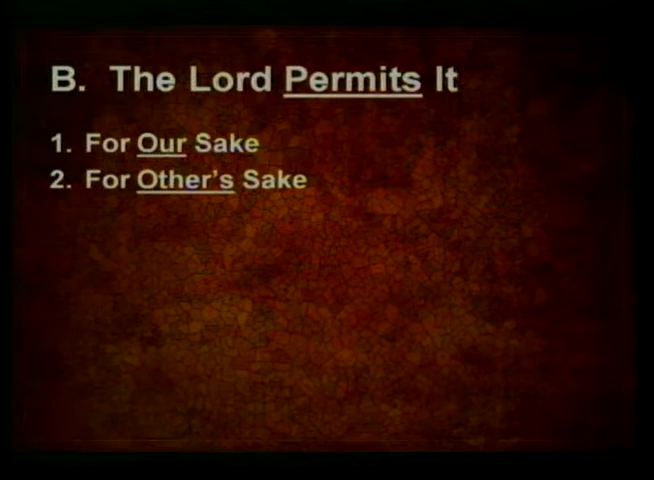 B. The Lord Permits It
1. For Our Sake
2. For Other's Sake